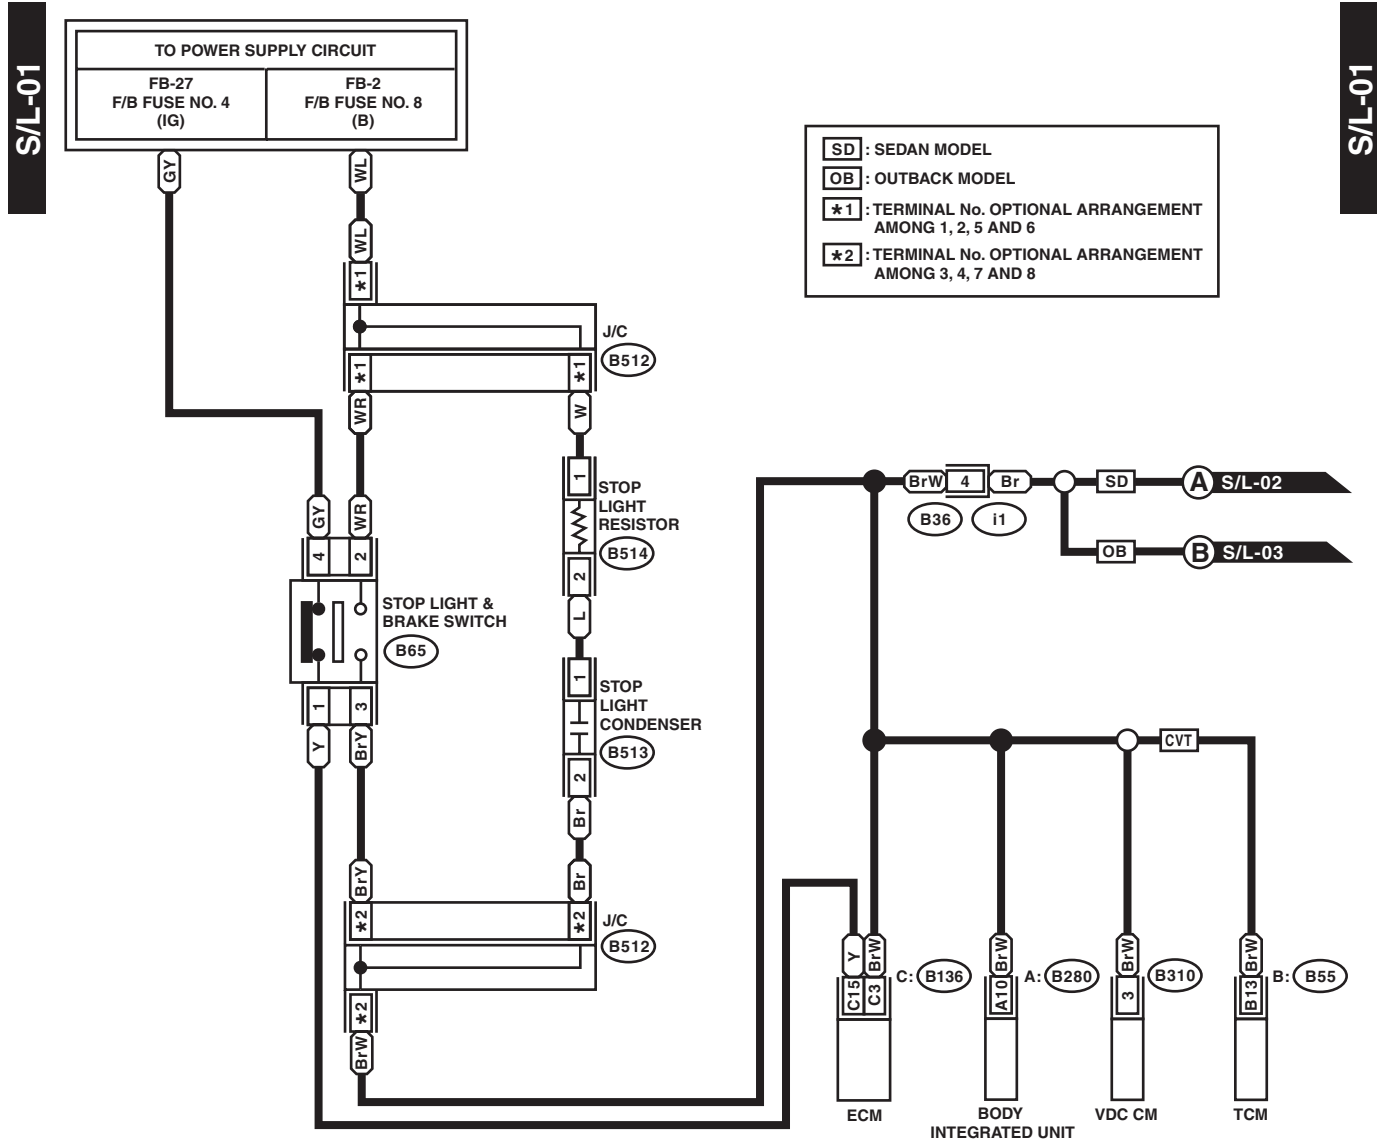 S/L-01
S/L-01
TO POWER SUPPLY CIRCUIT
FB-27
F/B FUSE NO. 4
(IG)
FB-2
F/B FUSE NO. 8
(B)
GY
WL
SD : SEDAN MODEL
OB : OUTBACK MODEL
*1 : TERMINAL No. OPTIONAL ARRANGEMENT
AMONG 1, 2, 5 AND 6
*2 : TERMINAL No. OPTIONAL ARRANGEMENT
AMONG 3, 4, 7 AND 8
WL
*1
J/C
B512
*1
*1
WR
W
1
STOP
LIGHT
RESISTOR
B514
2
L
GY
WR
4
2
STOP LIGHT &
BRAKE SWITCH
B65
1
3
Y
BrY
1
STOP
LIGHT
CONDENSER
B513
2
Br
BrY
Br
*2
*2
J/C
B512
*2
BrW
BrW
4
Br
B36
i1
SD
A
S/L-02
OB
B
S/L-03
CVT
Y
BrW
C15
C3
C: B136
BrW
A10
A: B280
BrW
3
B310
BrW
B13
B: B55
ECM
BODY
INTEGRATED UNIT
VDC CM
TCM